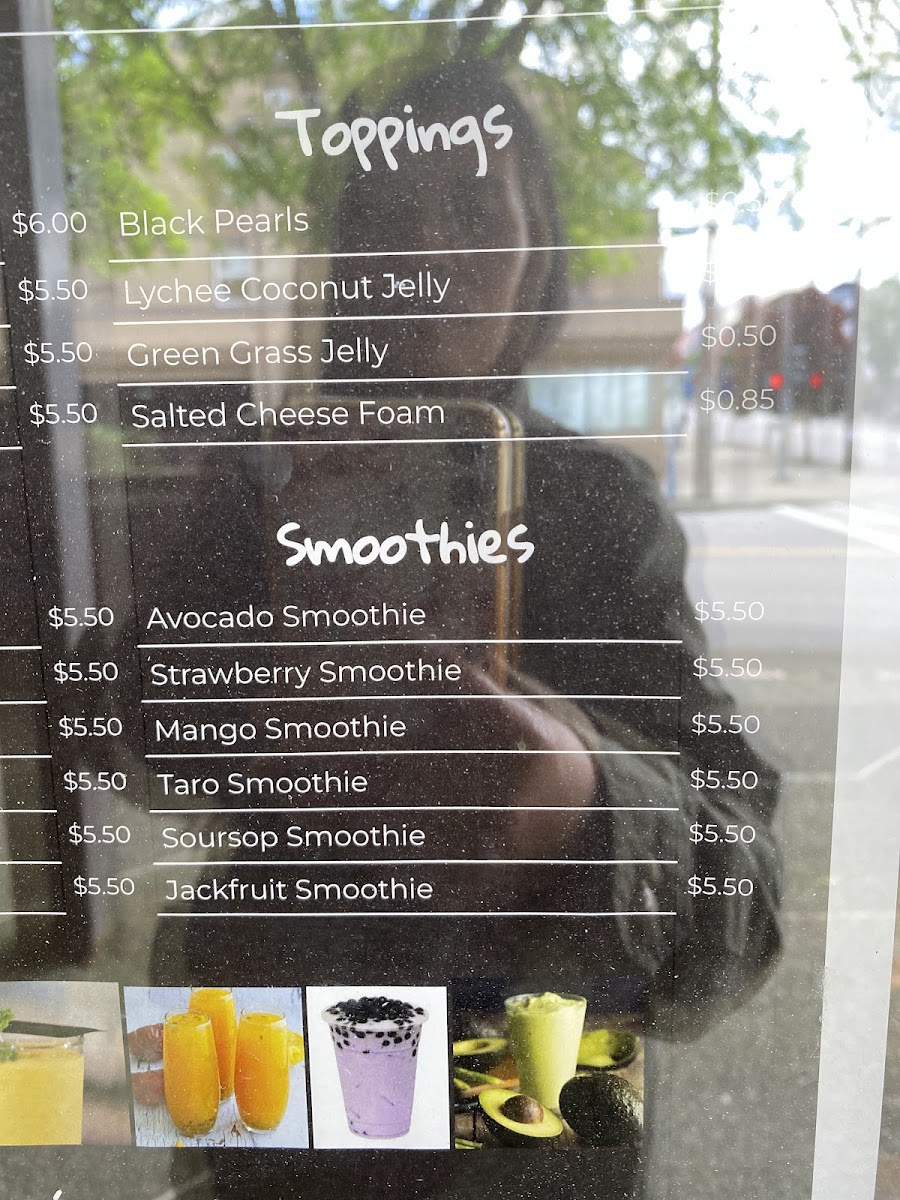 Toppings
$6.00 Black Pearls $0.50
$5.50 Lychee Coconut Jelly
$5.50 Green Grass Jelly $0.50
$5.50 Salted Cheese Foam $0.85
Smoothies
$5.50 Avocado Smoothie $5.50
$5.50 Strawberry Smoothie $5.50
$5.50 Mango Smoothie $5.50
$5.50 Taro Smoothie $5.50
$5.50 Soursop Smoothie $5.50
$5.50 Jackfruit Smoothie $5.50